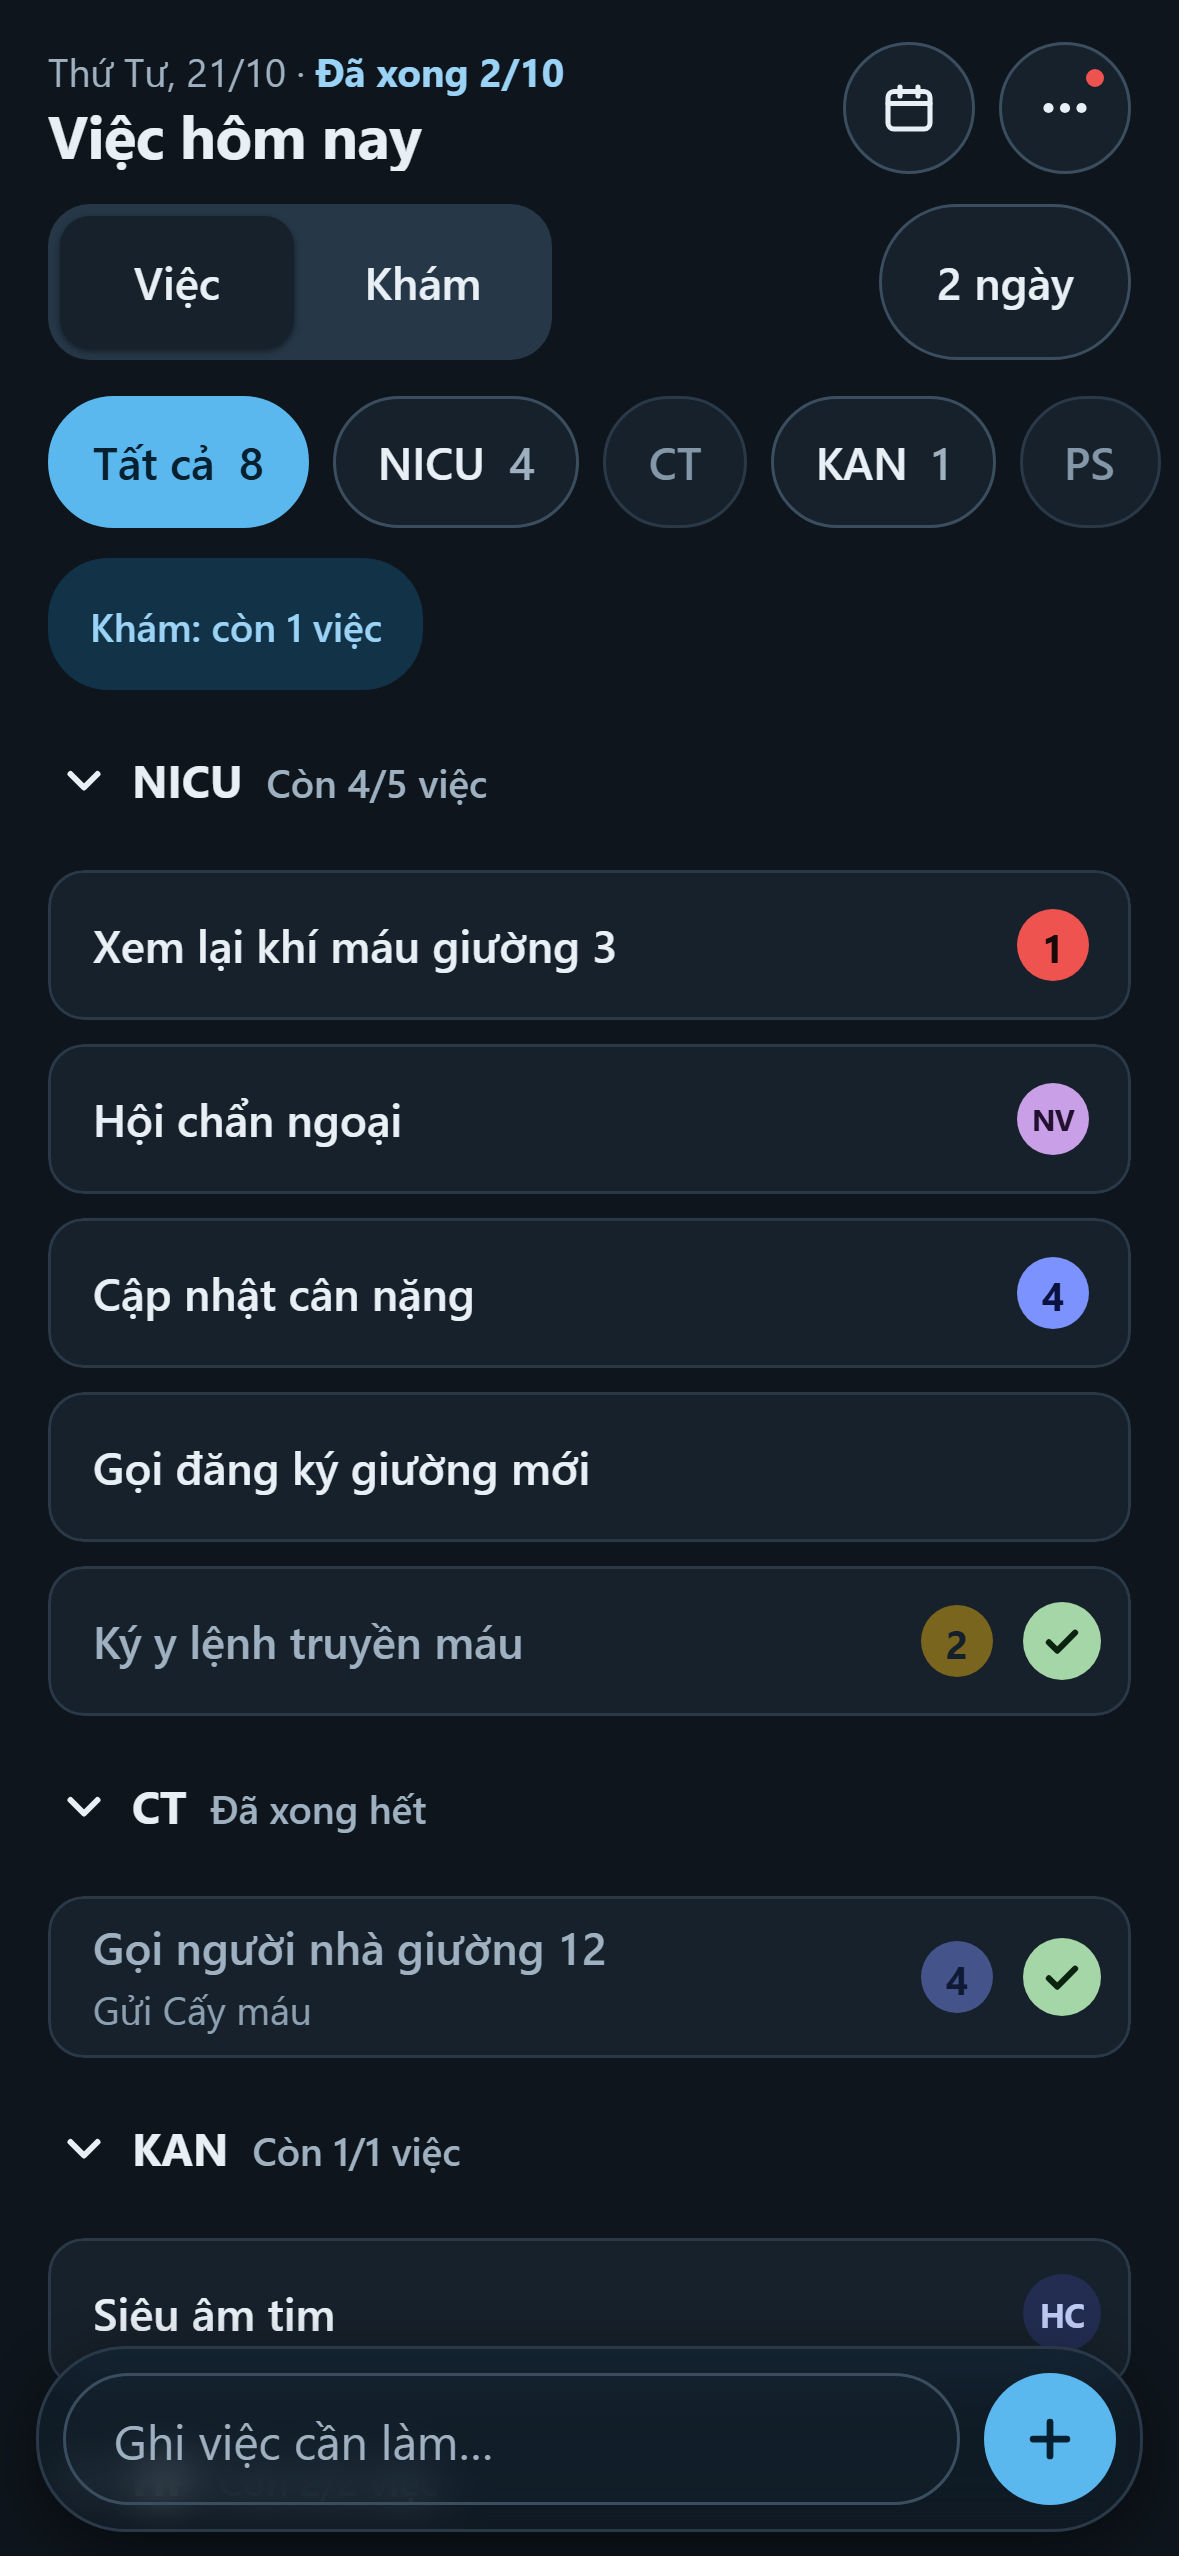 Thứ Tư, 21/10 · Đã xong 2/10
Việc hôm nay
Việc
Khám
2 ngày
Tất cả 8
NICU 4
CT
KAN 1
PS
Khám: còn 1 việc
NICU Còn 4/5 việc
Xem lại khí máu giường 3
1
Hội chẩn ngoại
NV
Cập nhật cân nặng
4
Gọi đăng ký giường mới
Ký y lệnh truyền máu
2
CT Đã xong hết
Gọi người nhà giường 12
4
Gửi Cấy máu
KAN Còn 1/1 việc
Siêu âm tim
HC
Ghi việc cần làm...